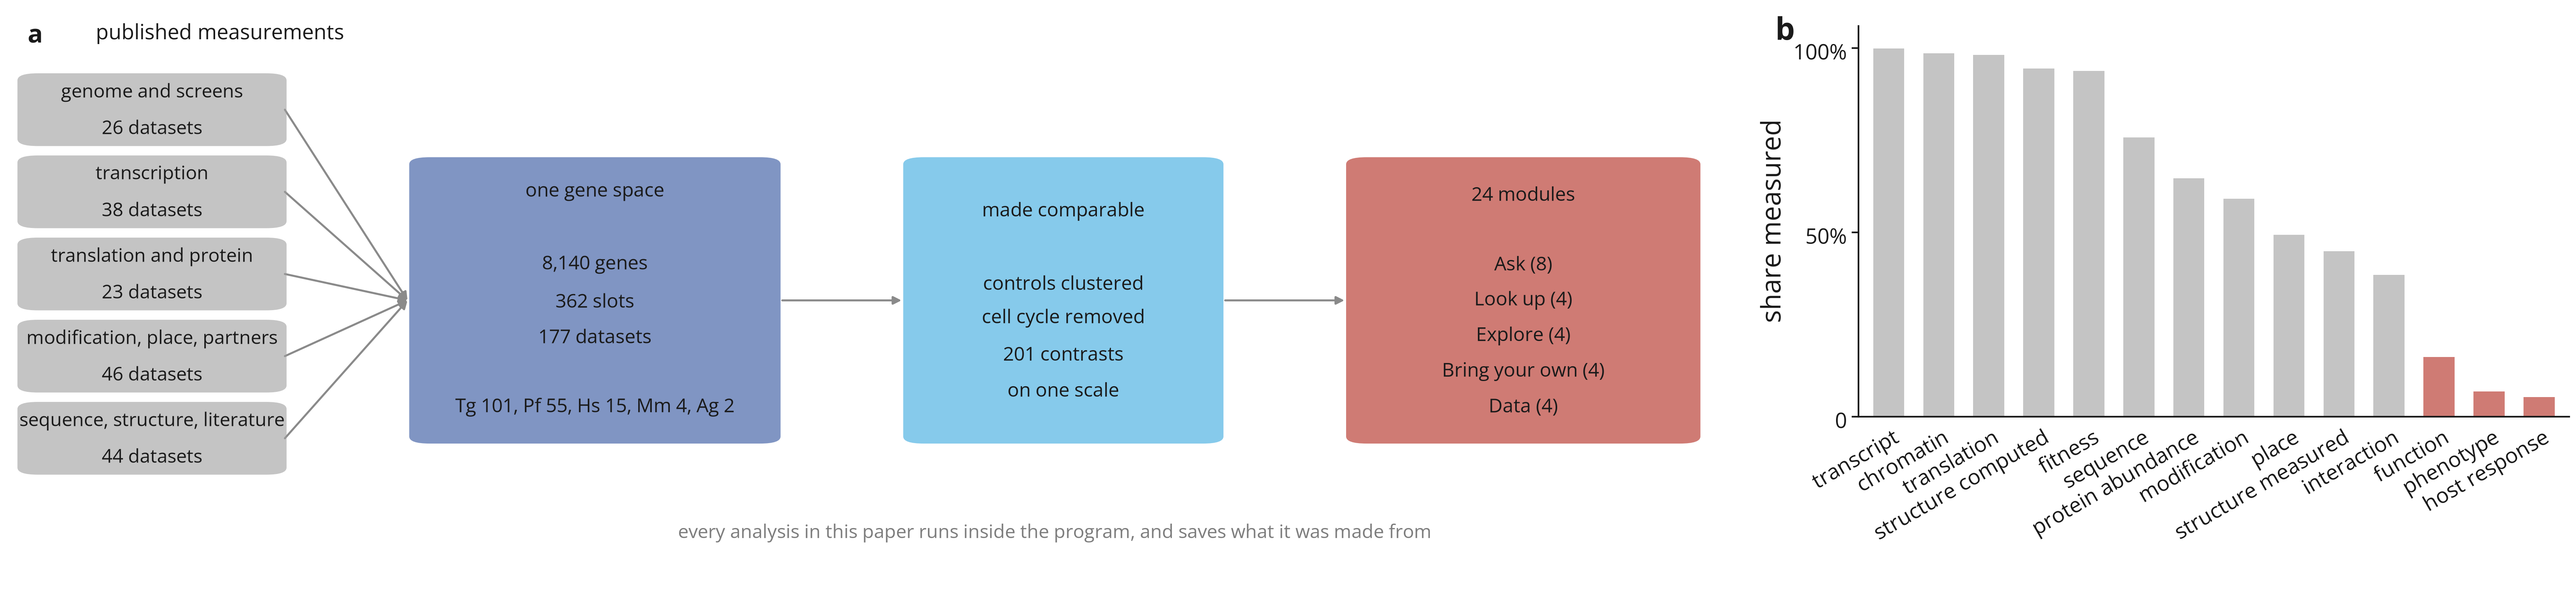 a
published measurements
genome and screens
26 datasets
transcription
38 datasets
translation and protein
23 datasets
modification, place, partners
46 datasets
sequence, structure, literature
44 datasets
one gene space
8,140 genes
362 slots
177 datasets
Tg 101, Pf 55, Hs 15, Mm 4, Ag 2
made comparable
controls clustered
cell cycle removed
201 contrasts
on one scale
24 modules
Ask (8)
Look up (4)
Explore (4)
Bring your own (4)
Data (4)
every analysis in this paper runs inside the program, and saves what it was made from
b
share measured
100%
50%
0
transcript
chromatin
translation
structure computed
fitness
sequence
protein abundance
modification
place
structure measured
interaction
function
phenotype
host response